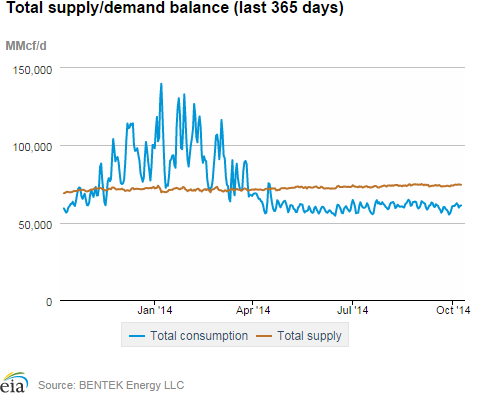 Total supply/demand balance (last 365 days)
MMcf/d
150,000
100,000
50,000
0
Jan '14 Apr '14 Jul '14 Oct '14
Total consumption Total supply
eia Source: BENTEK Energy LLC